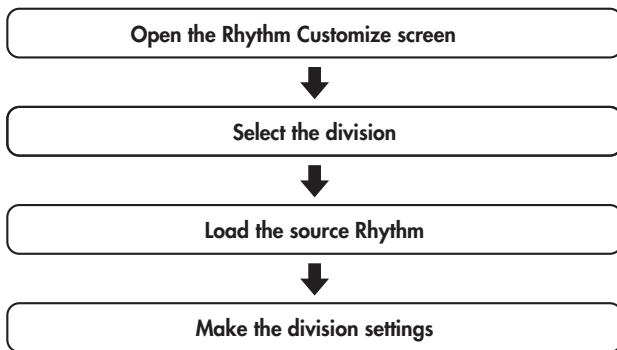 Open the Rhythm Customize screen
Select the division
Load the source Rhythm
Make the division settings